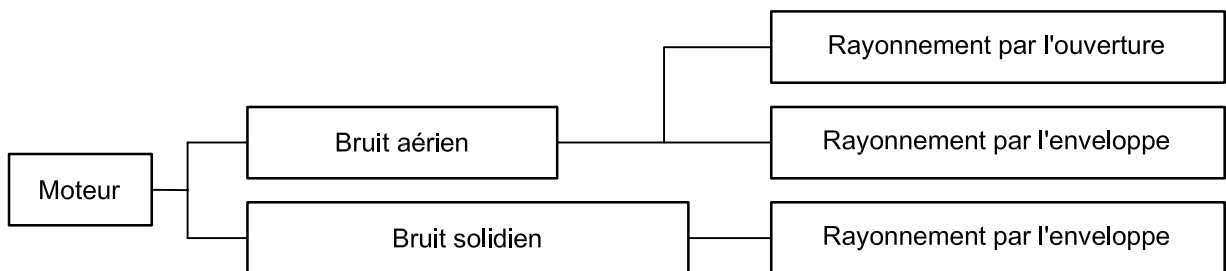 Rayonnement par l'ouverture
Bruit aérien
Rayonnement par l'enveloppe
Moteur
Bruit solidien
Rayonnement par l'enveloppe